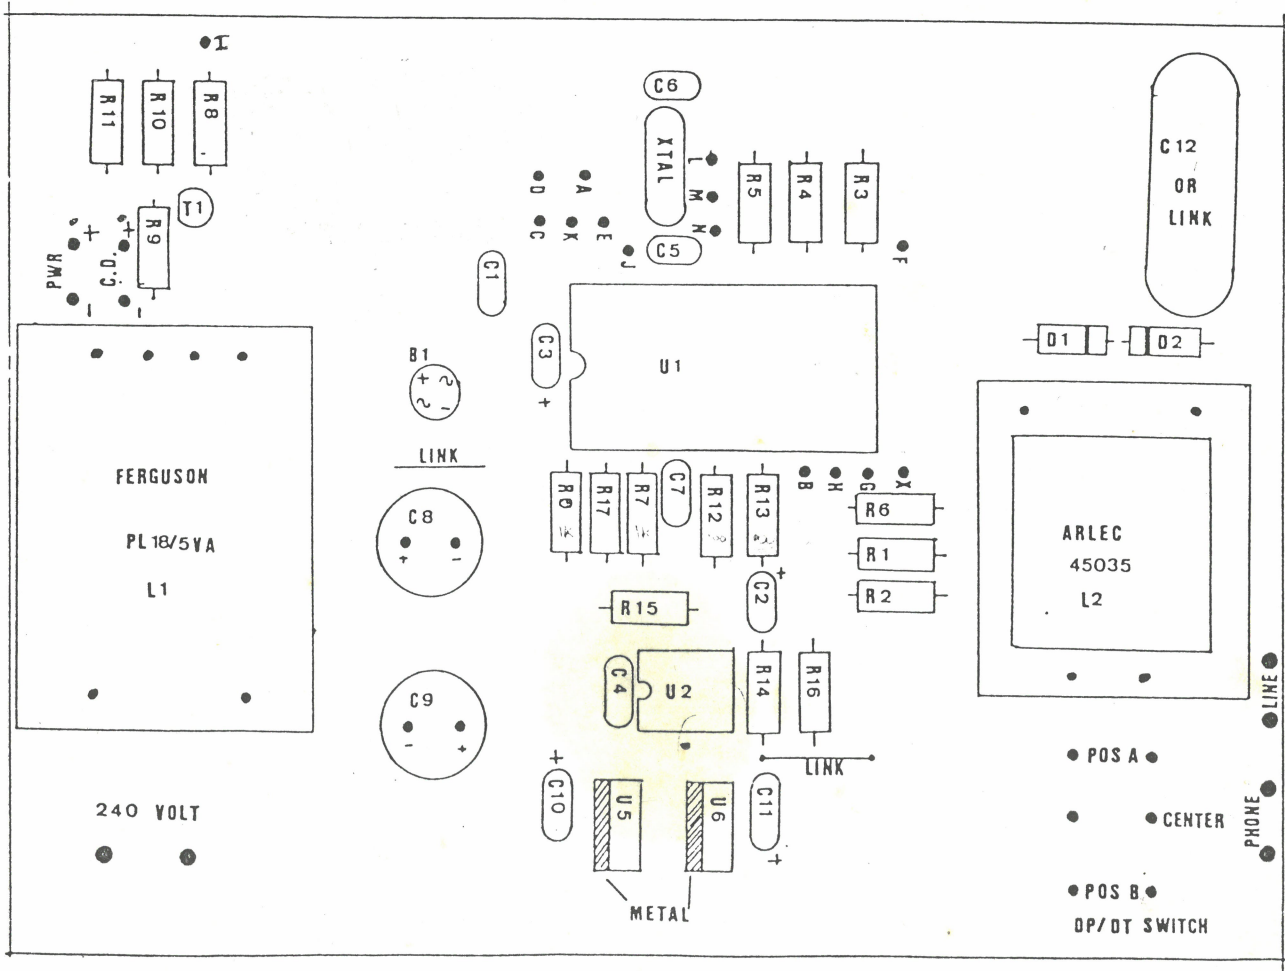 I
R11
R10
R8
C6
XTAL
L
M
N
R5
R4
R3
C 12
OR
LINK
D
A
C
K
E
J
F
T1
R9
+
+
PWR
C.D.
-
-
C5
C1
C3
+
U1
D1
D2
B1
+
~
~
-
LINK
FERGUSON
PL 18/5VA
L1
C8
+
-
R17
R7
C7
R12
R13
B
H
G
X
R6
R1
R2
ARLEC
45035
L2
+
C2
R15
C4
U2
R14
R16
C9
-
+
LINE
LINK
POS A
+
C10
U5
U6
C11
+
240 VOLT
CENTER
PHONE
METAL
POS B
DP/DT SWITCH